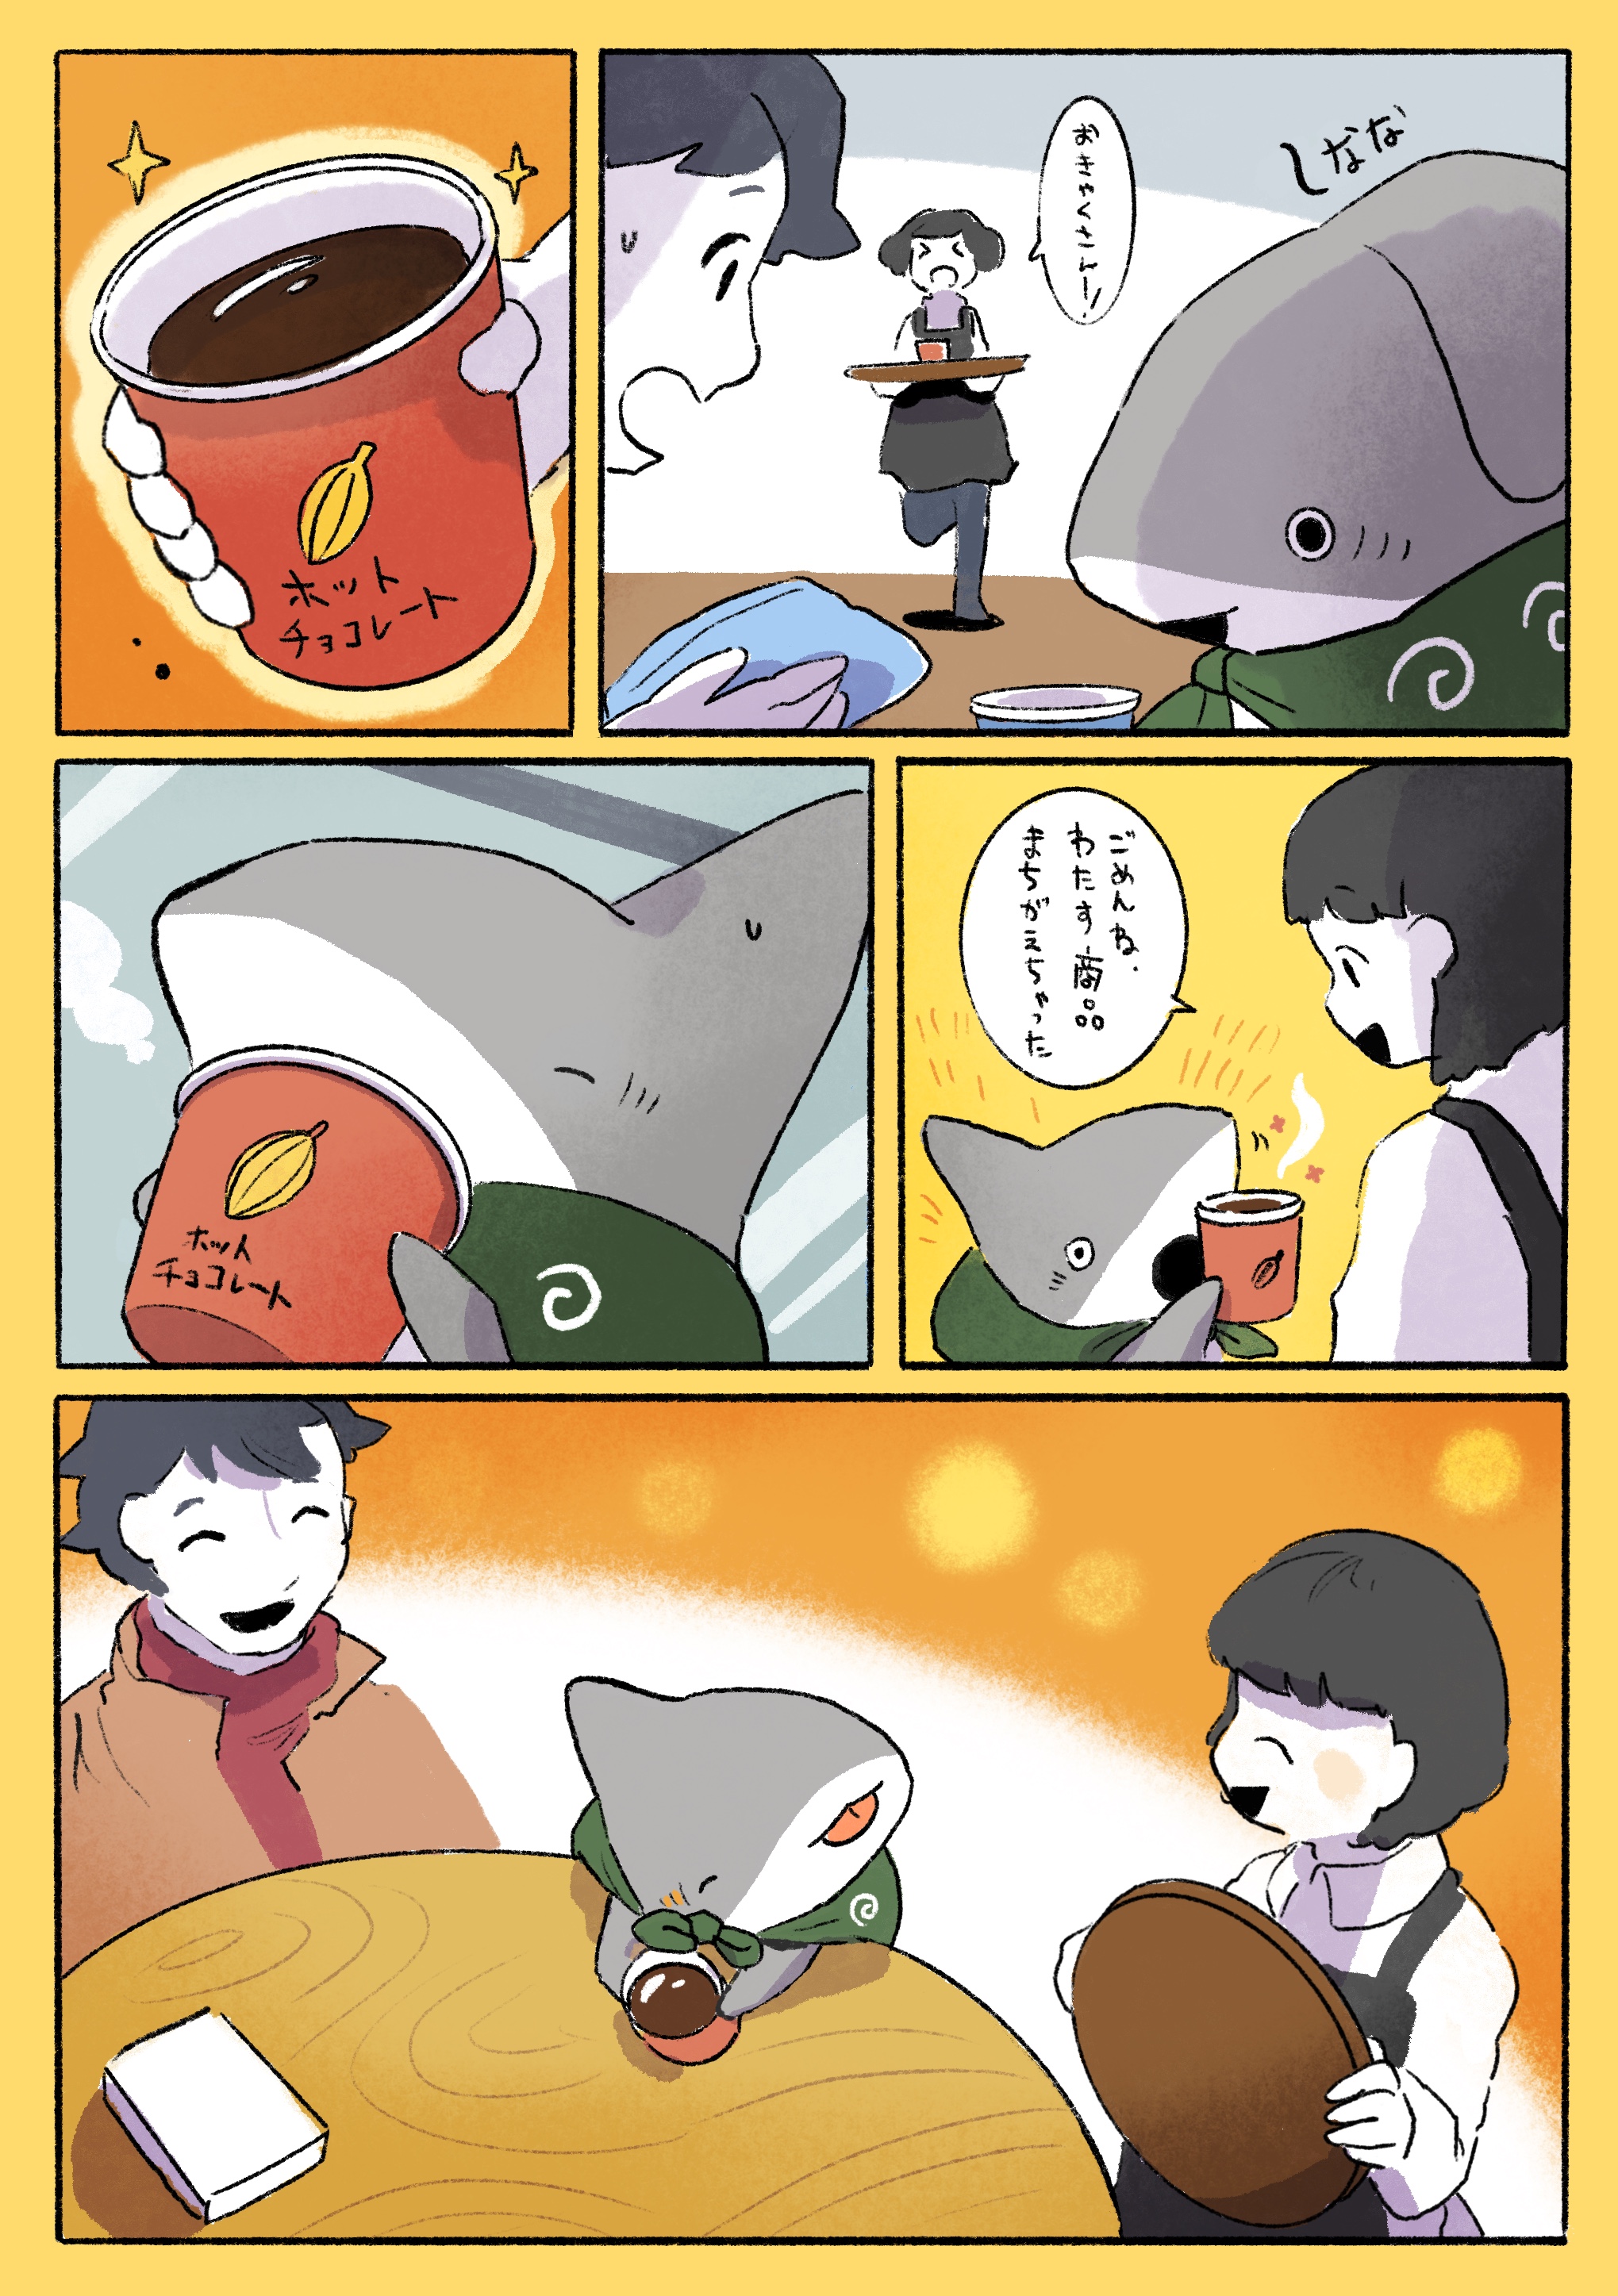 しなな
おきゃくさんー!
ホット
チョコレート
ごめんね.
わたす商品
まちがえちゃった
ホット
チョコレート